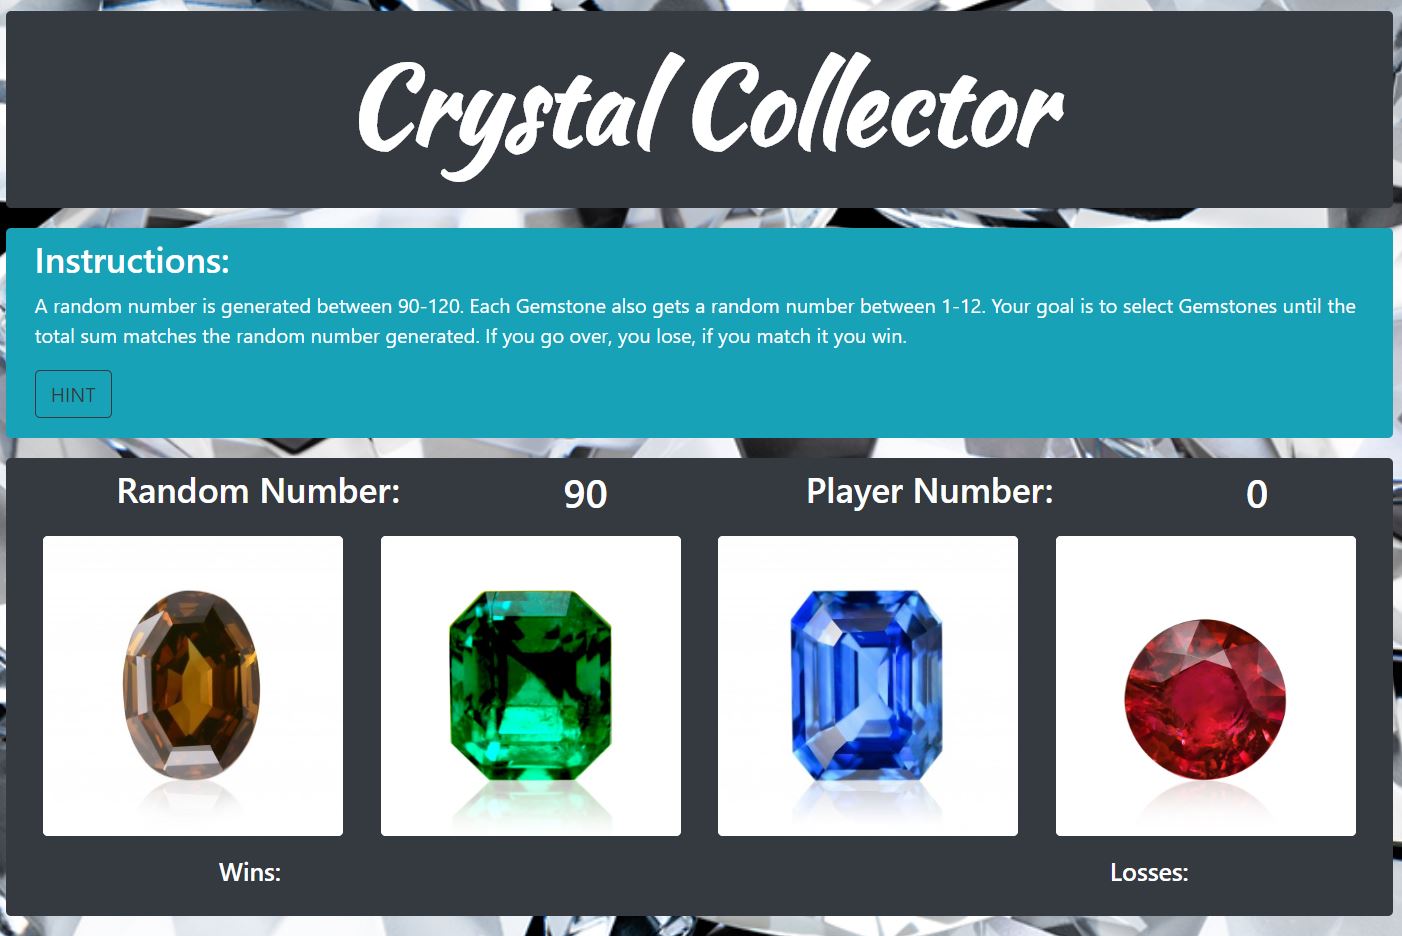 Crystal Collector
Instructions:
A random number is generated between 90-120. Each Gemstone also gets a random number between 1-12. Your goal is to select Gemstones until the
total sum matches the random number generated. If you go over, you lose, if you match it you win.
HINT
Random Number: 90 Player Number: 0
Wins: Losses: